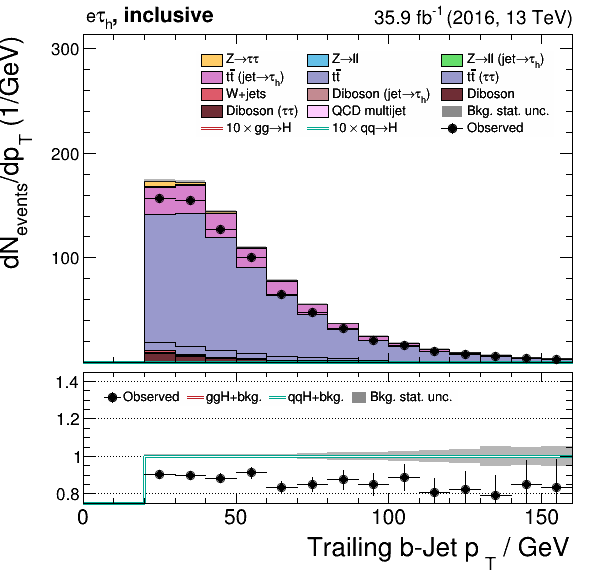 eτh, inclusive 35.9 fb-1 (2016, 13 TeV)
dNevents/dpT (1/GeV)
300
200
100
Z→ττ Z→ll Z→ll (jet→τh)
tt̄ (jet→τh) tt̄ tt̄ (ττ)
W+jets Diboson (jet→τh) Diboson
Diboson (ττ) QCD multijet Bkg. stat. unc.
10 × gg→H 10 × qq→H Observed
1.4
1.2
1
0.8
Observed ggH+bkg. qqH+bkg. Bkg. stat. unc.
0 50 100 150
Trailing b-Jet pT / GeV